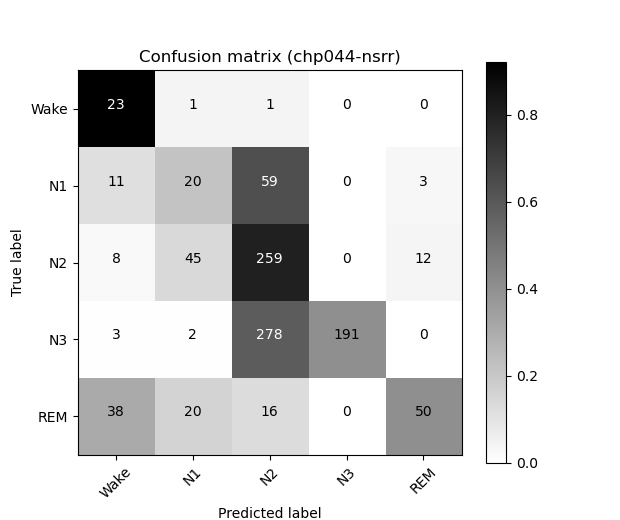 Confusion matrix (chp044-nsrr)
Wake 23 1 1 0 0
N1 11 20 59 0 3
N2 8 45 259 0 12
N3 3 2 278 191 0
REM 38 20 16 0 50
Wake N1 N2 N3 REM
Predicted label
True label
0.8
0.6
0.4
0.2
0.0